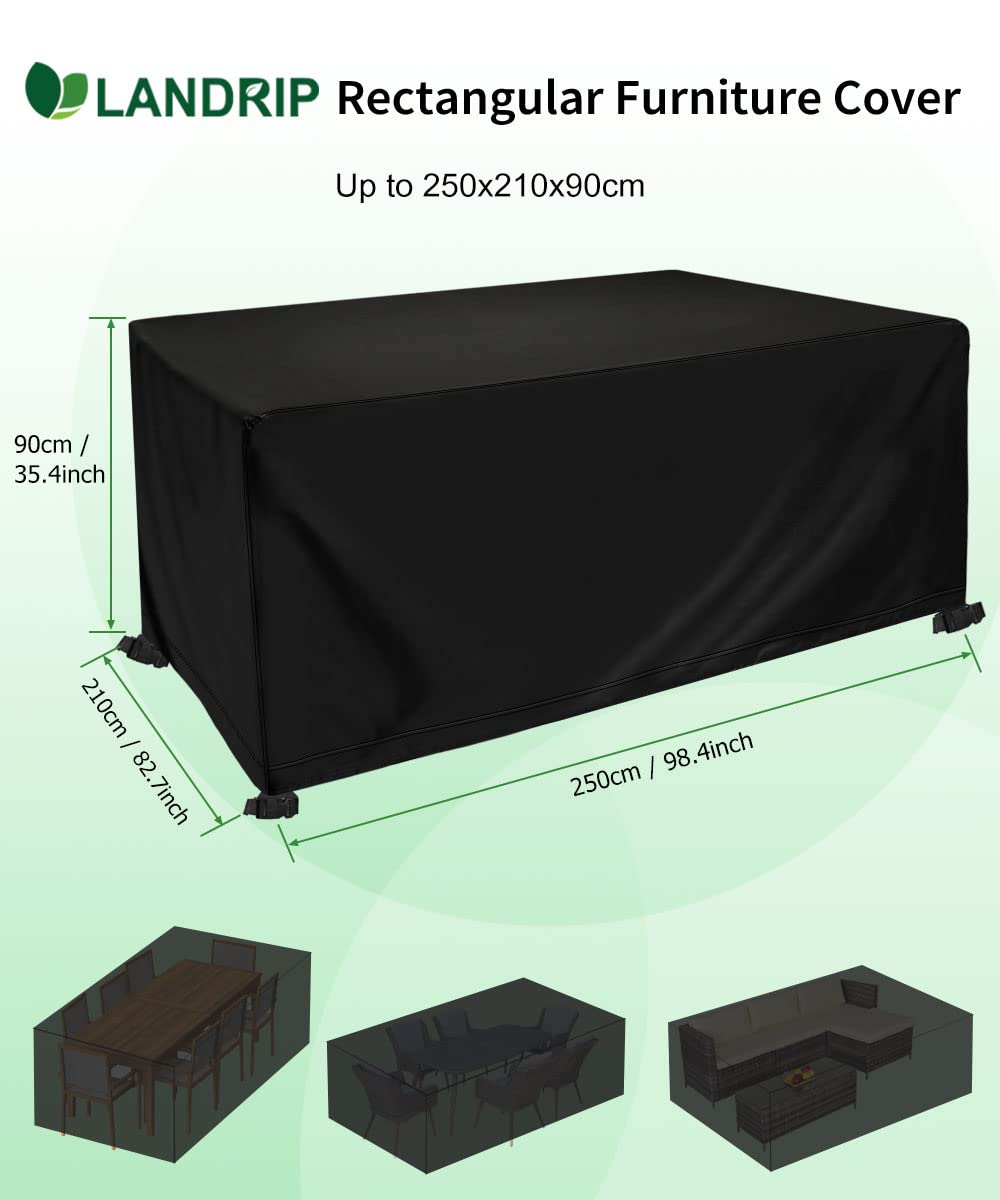 LANDRIP Rectangular Furniture Cover
Up to 250x210x90cm
90cm /
35.4inch
210cm / 82.7inch
250cm / 98.4inch